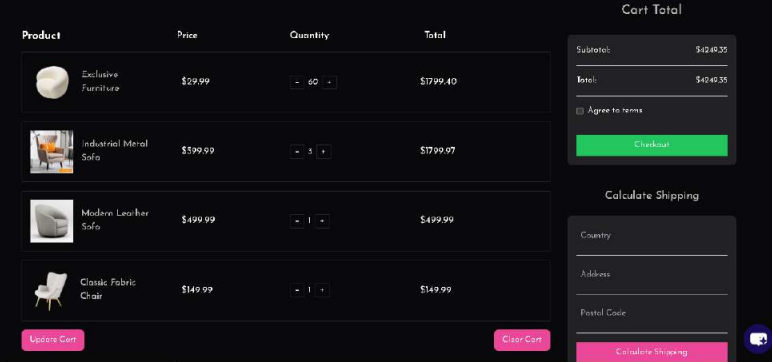 Cart Total
Product Price Quantity Total
Subtotal: $4249.35
Exclusive
Furniture
$29.99 - 60 + $1799.40
Total: $4249.35
Agree to terms
Checkout
Industrial Metal
Sofa
$599.99 - 3 + $1799.97
Modern Leather
Sofa
$499.99 - 1 + $499.99
Classic Fabric
Chair
$149.99 - 1 + $149.99
Update Cart Clear Cart
Calculate Shipping
Country
Address
Postal Code
Calculate Shipping